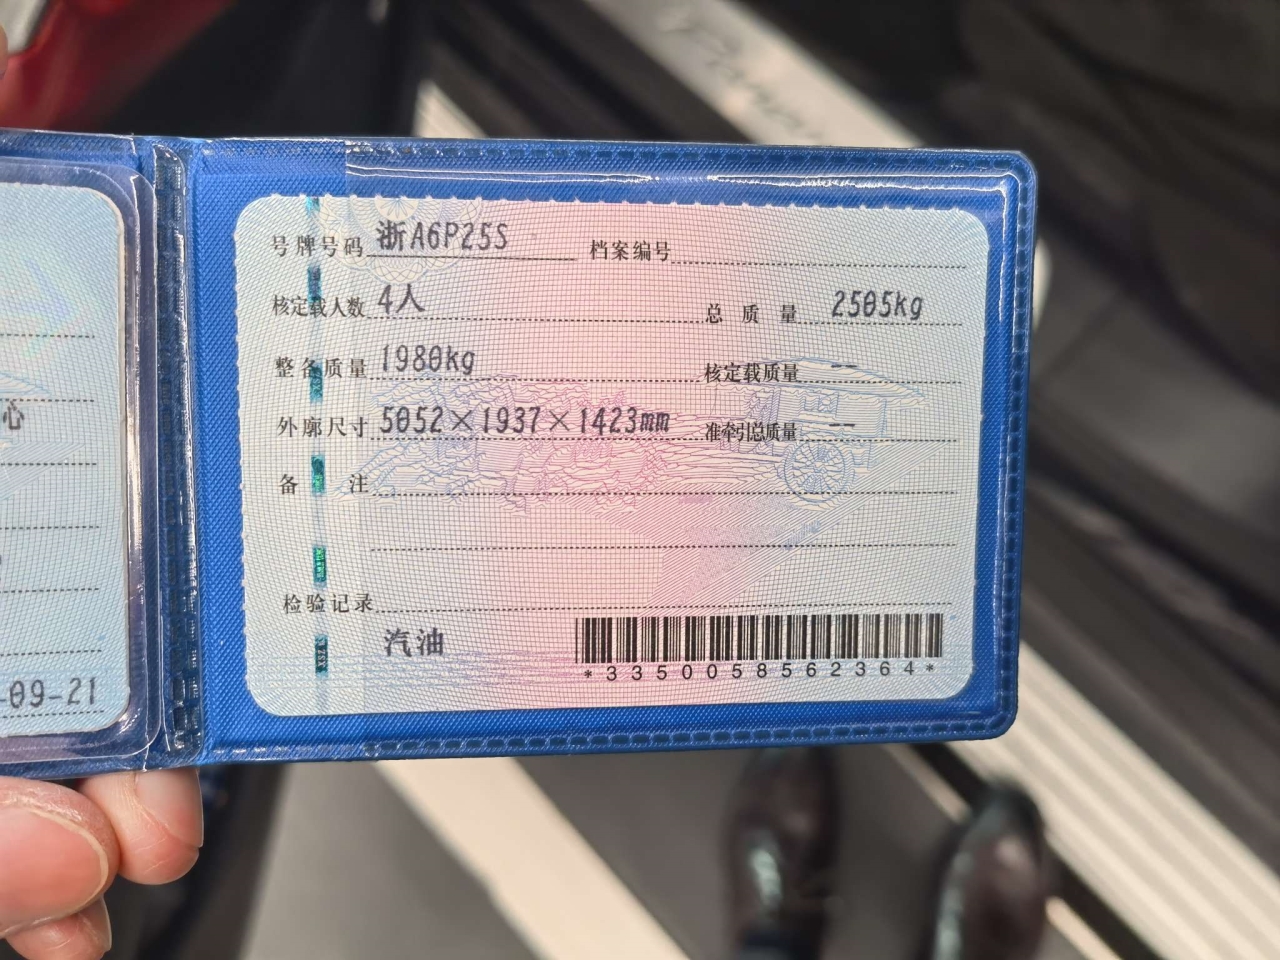 号牌号码 浙A6P25S 档案编号
核定载人数 4人 总质量 2505kg
整备质量 1980kg 核定载质量 --
外廓尺寸 5052×1937×1423mm 准牵引总质量 --
备注
检验记录
汽油
*3350058562364*
心
-09-21